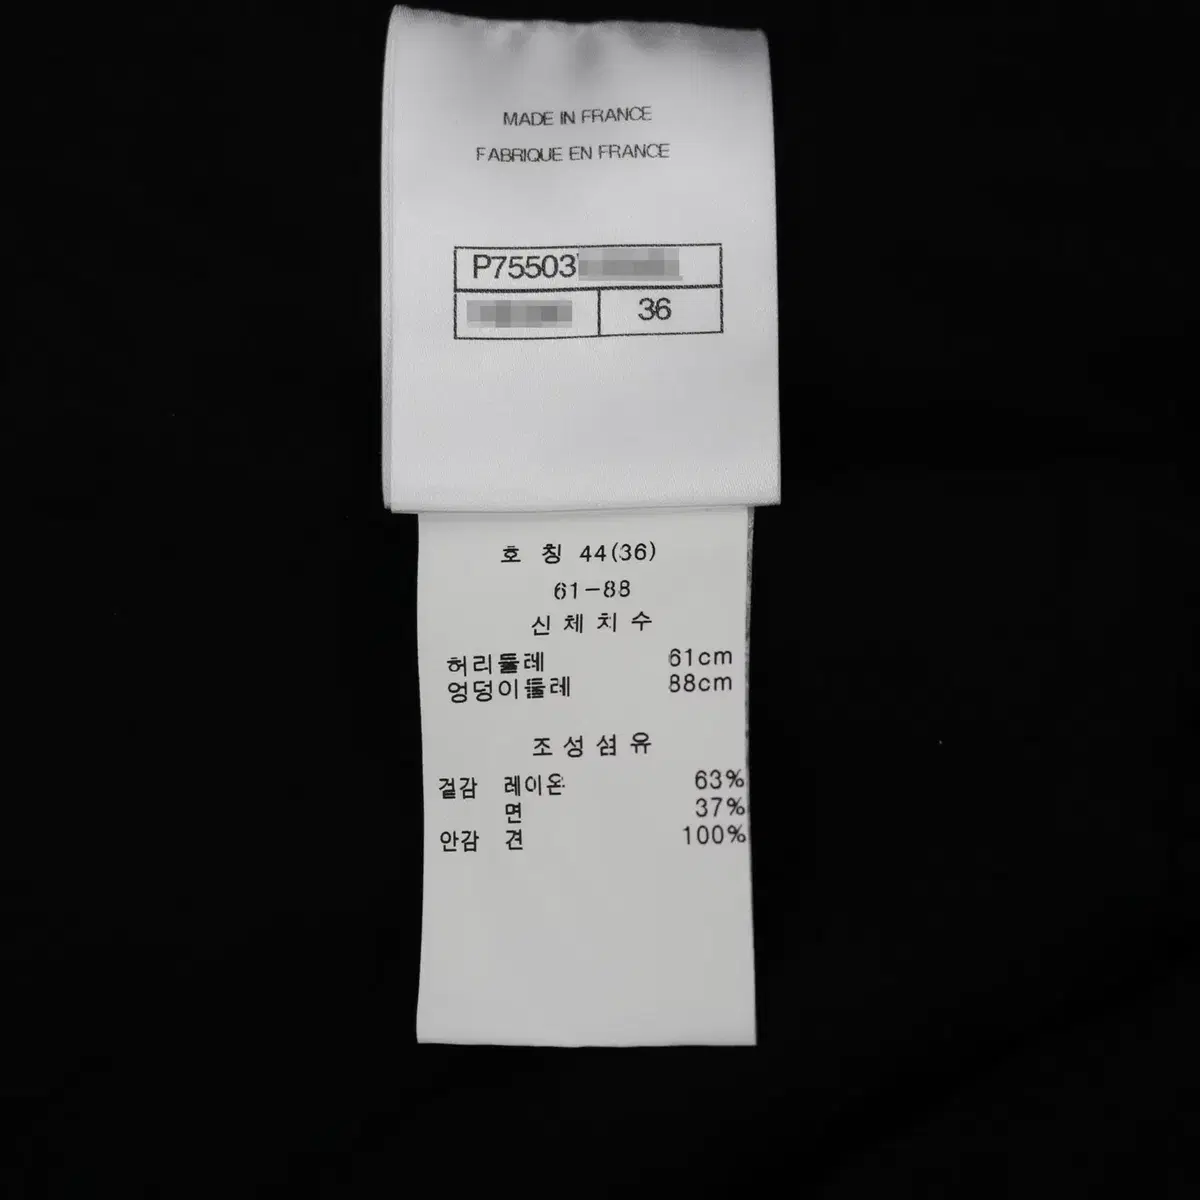 MADE IN FRANCE
FABRIQUE EN FRANCE
P75503
36
호 칭 44(36)
61-88
신 체 치 수
허리둘레 61cm
엉덩이둘레 88cm
조 성 섬 유
겉감 레이온 63%
면 37%
안감 견 100%